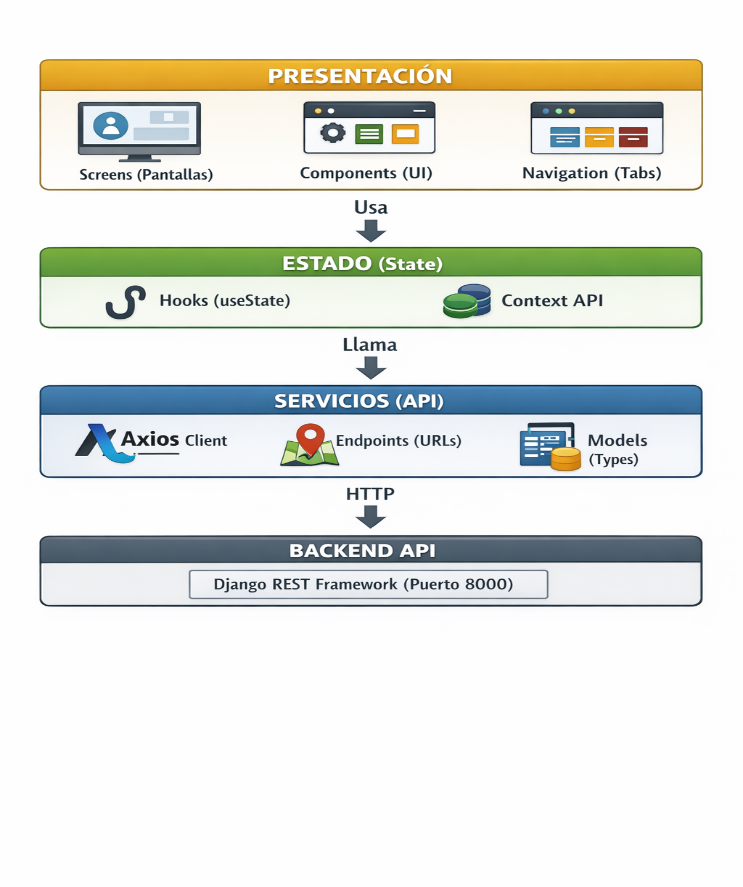 PRESENTACIÓN
Screens (Pantallas)
Components (UI)
Navigation (Tabs)
Usa
ESTADO (State)
Hooks (useState)
Context API
Llama
SERVICIOS (API)
Axios Client
Endpoints (URLs)
Models
(Types)
HTTP
BACKEND API
Django REST Framework (Puerto 8000)